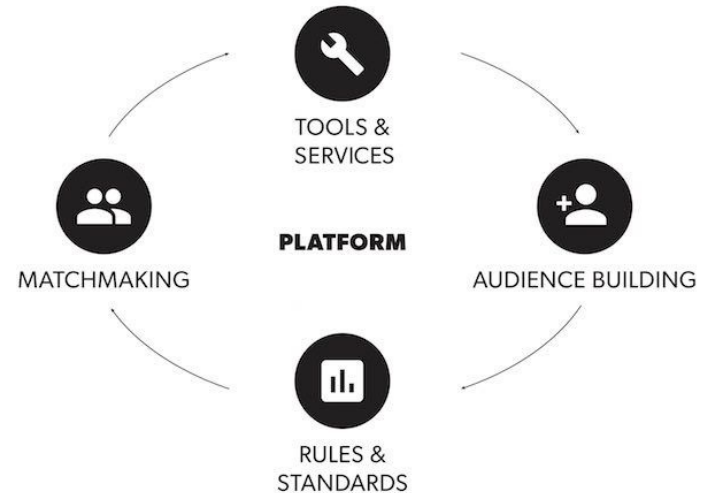 TOOLS &
SERVICES
PLATFORM
MATCHMAKING
AUDIENCE BUILDING
RULES &
STANDARDS